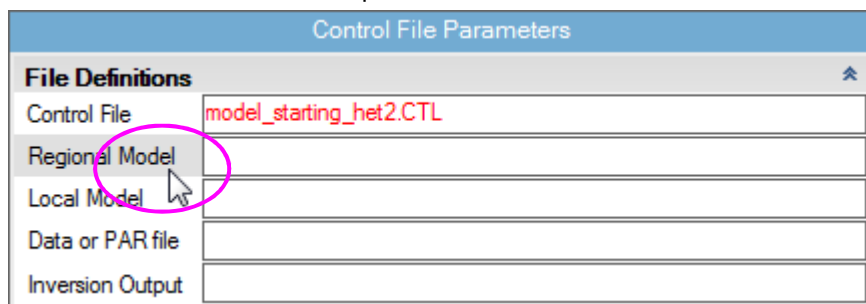 Control File Parameters
File Definitions
Control File model_starting_het2.CTL
Regional Model
Local Model
Data or PAR file
Inversion Output